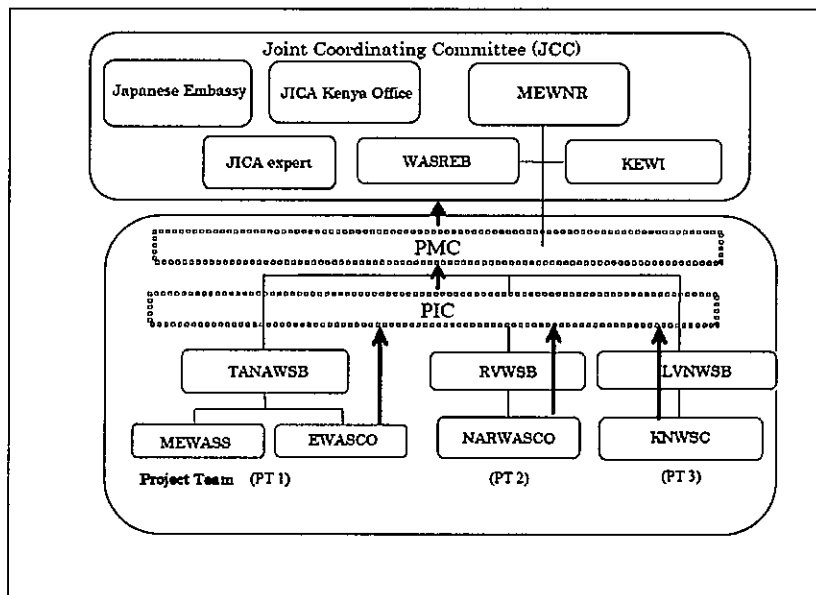 Joint Coordinating Committee (JCC)
Japanese Embassy
JICA Kenya Office
MEWNR
JICA expert
WASREB
KEWI
PMC
PIC
TANAWSB
RVWSB
LVNWSB
MEWASS
EWASCO
NARWASCO
KNWSC
Project Team (PT 1)
(PT 2)
(PT 3)